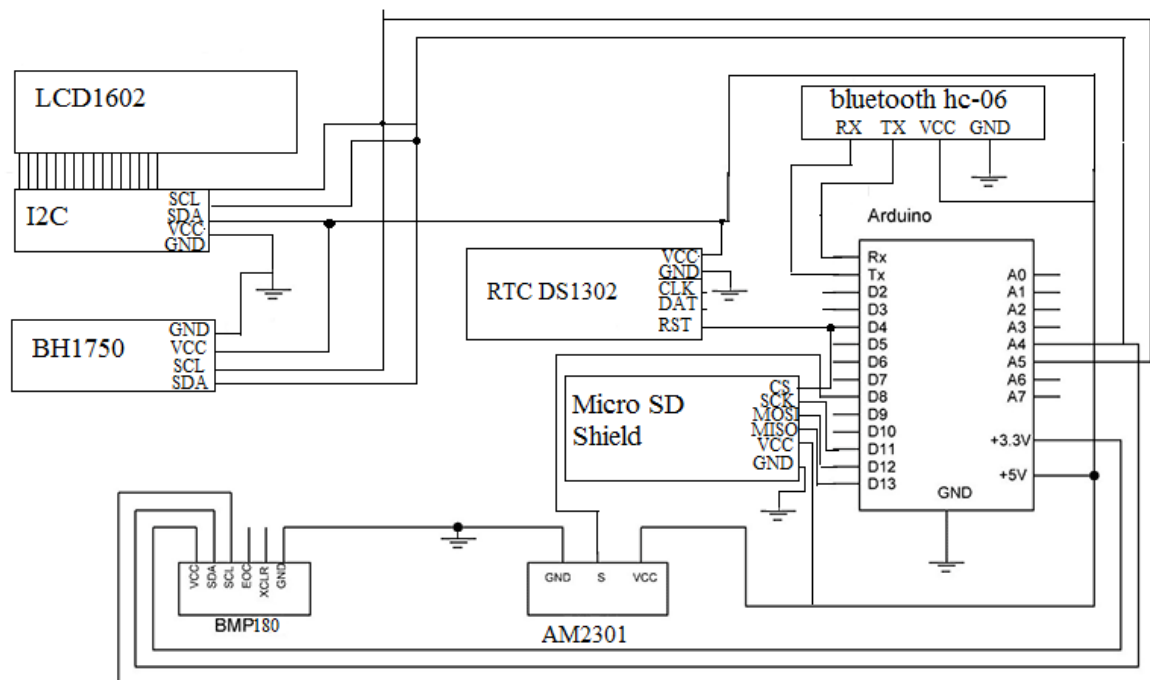 LCD1602
I2C
SCL
SDA
VCC
GND
BH1750
GND
VCC
SCL
SDA
bluetooth hc-06
RX TX VCC GND
RTC DS1302
VCC
GND
CLK
DAT
RST
Micro SD
Shield
CS
SCK
MOSI
MISO
VCC
GND
Arduino
Rx
Tx
D2
D3
D4
D5
D6
D7
D8
D9
D10
D11
D12
D13
A0
A1
A2
A3
A4
A5
A6
A7
+3.3V
+5V
GND
VCC
SDA
SCL
EOC
XCLR
GND
BMP180
GND S VCC
AM2301